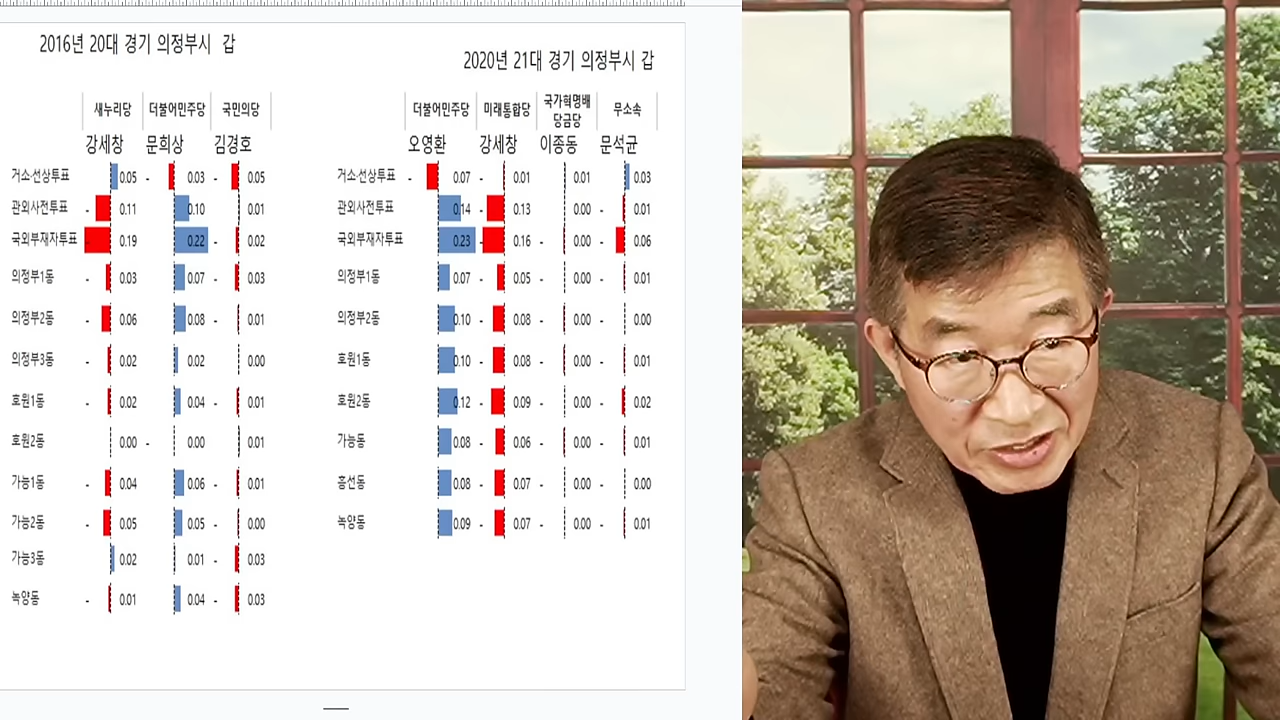 2016년 20대 경기 의정부시 갑
새누리당 더불어민주당 국민의당
강세창 문희상 김경호
거소·선상투표 0.05 - 0.03 - 0.05
관외사전투표 - 0.11 0.10 0.01
국외부재자투표 - 0.19 0.22 - 0.02
의정부1동 - 0.03 0.07 - 0.03
의정부2동 - 0.06 0.08 - 0.01
의정부3동 - 0.02 0.02 - 0.00
호원1동 - 0.02 0.04 - 0.01
호원2동 0.00 - 0.00 0.01
가능1동 - 0.04 0.06 - 0.01
가능2동 - 0.05 0.05 - 0.00
가능3동 0.02 0.01 - 0.03
녹양동 - 0.01 0.04 - 0.03
2020년 21대 경기 의정부시 갑
더불어민주당 미래통합당 국가혁명배당금당 무소속
오영환 강세창 이종동 문석균
거소·선상투표 - 0.07 - 0.01 0.01 0.03
관외사전투표 0.14 - 0.13 - 0.00 - 0.01
국외부재자투표 0.23 - 0.16 - 0.00 - 0.06
의정부1동 0.07 - 0.05 - 0.00 - 0.01
의정부2동 0.10 - 0.08 - 0.00 - 0.00
호원1동 0.10 - 0.08 - 0.00 - 0.01
호원2동 0.12 - 0.09 - 0.00 - 0.02
가능동 0.08 - 0.06 - 0.00 - 0.01
흥선동 0.08 - 0.07 - 0.00 - 0.00
녹양동 0.09 - 0.07 - 0.00 - 0.01